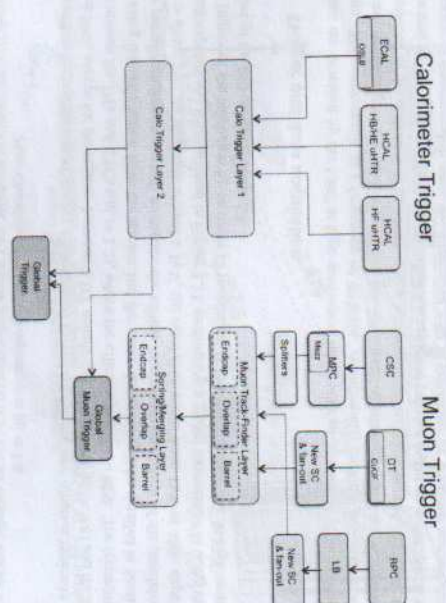 Calorimeter Trigger
Muon Trigger
ECAL
oSLB
HCAL
HB/HE uHTR
HCAL
HF uHTR
CSC
DT
CuOF
RPC
MPC
Mezz
New SC
& fan-out
LB
Splitters
New SC
& fan-out
Calo Trigger Layer 1
Muon Track-Finder Layer
Endcap
Overlap
Barrel
Calo Trigger Layer 2
Sorting/Merging Layer
Endcap
Overlap
Barrel
Global
Trigger
Global
Muon Trigger